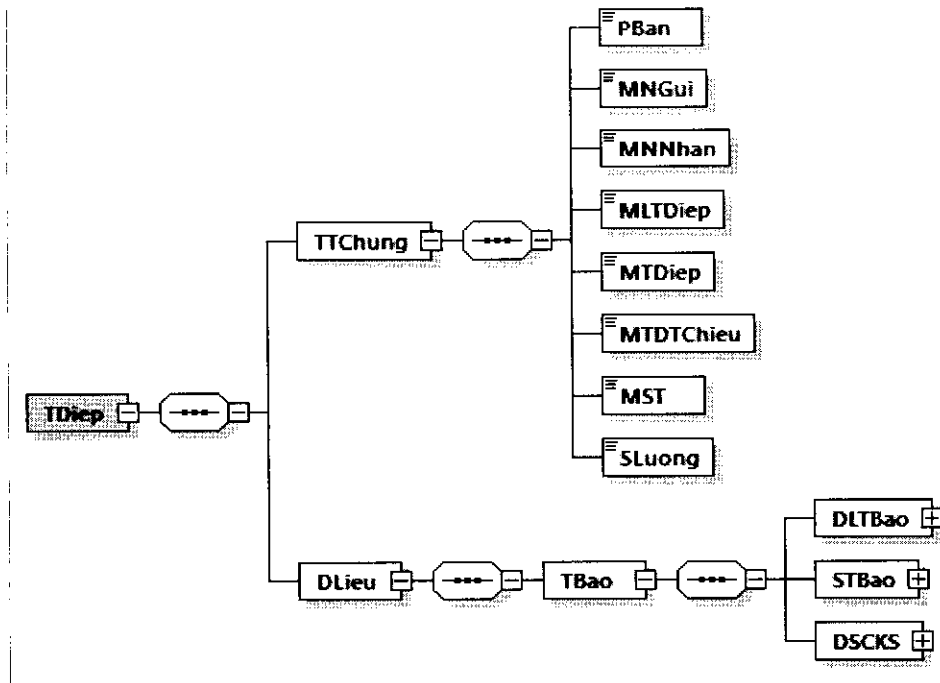 PBan
MNGui
MNNhan
MLTDiep
TTChung
MTDiep
MTDTChieu
MST
TDiep
SLuong
DLTBao
DLieu
TBao
STBao
DSCKS